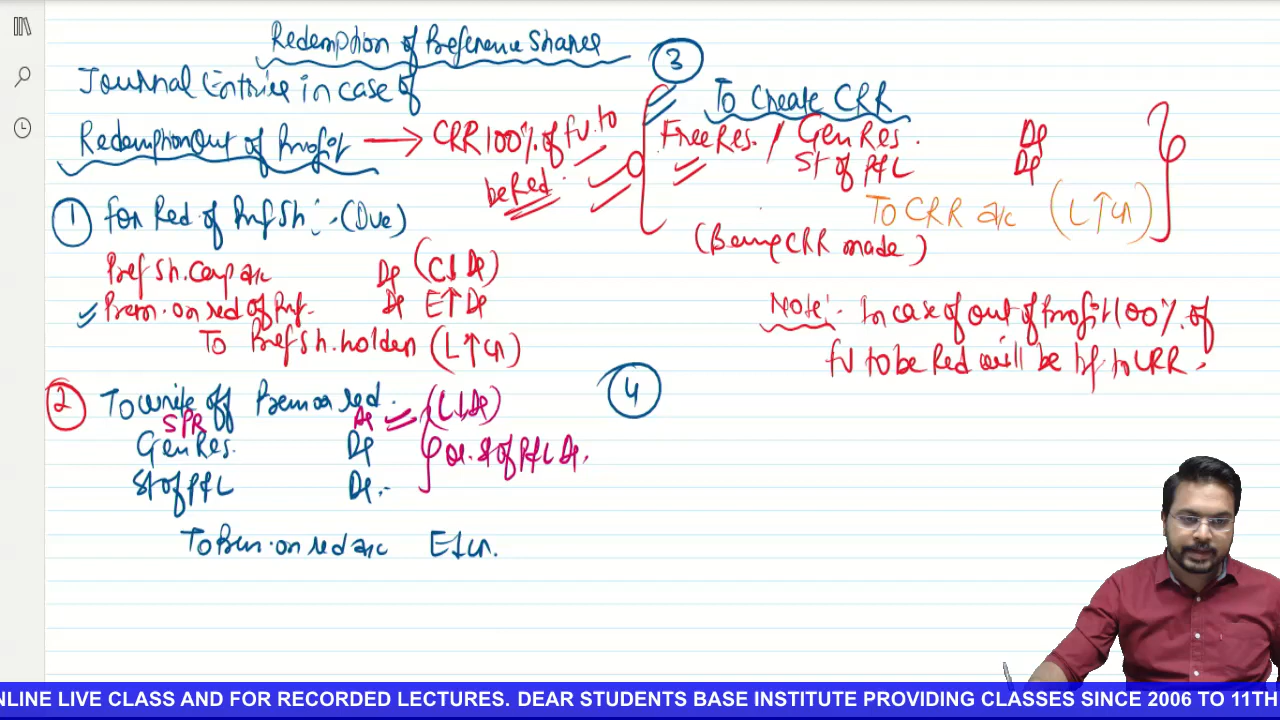 Redemption of Preference Shares
Journal Entries in case of
Redemption Out of Profit → CRR 100% of fv. to
be Red.
1 for Red of Pref Sh :- (Due)
Pref Sh. Cap a/c Dr (C↓ Dr)
Prem. on red of Pref. Dr E↑ Dr
To Pref Sh. holders (L↑ Cr)
2 To write off Prem on red.
SPR Dr (L↓ Dr)
Gen Res. Dr
St of P&L Dr.
Or. St of P&L Dr.
To Prem. on red a/c E↓ Cr.
3
To Create CRR
Free Res. / Gen Res. Dr
St of P&L Dr
To CRR a/c (L↑ Cr)
(Being CRR made)
Note:- In case of out of Profit 100% of
fv to be Red will be tf to CRR.
4
NLINE LIVE CLASS AND FOR RECORDED LECTURES. DEAR STUDENTS BASE INSTITUTE PROVIDING CLASSES SINCE 2006 TO 11TH